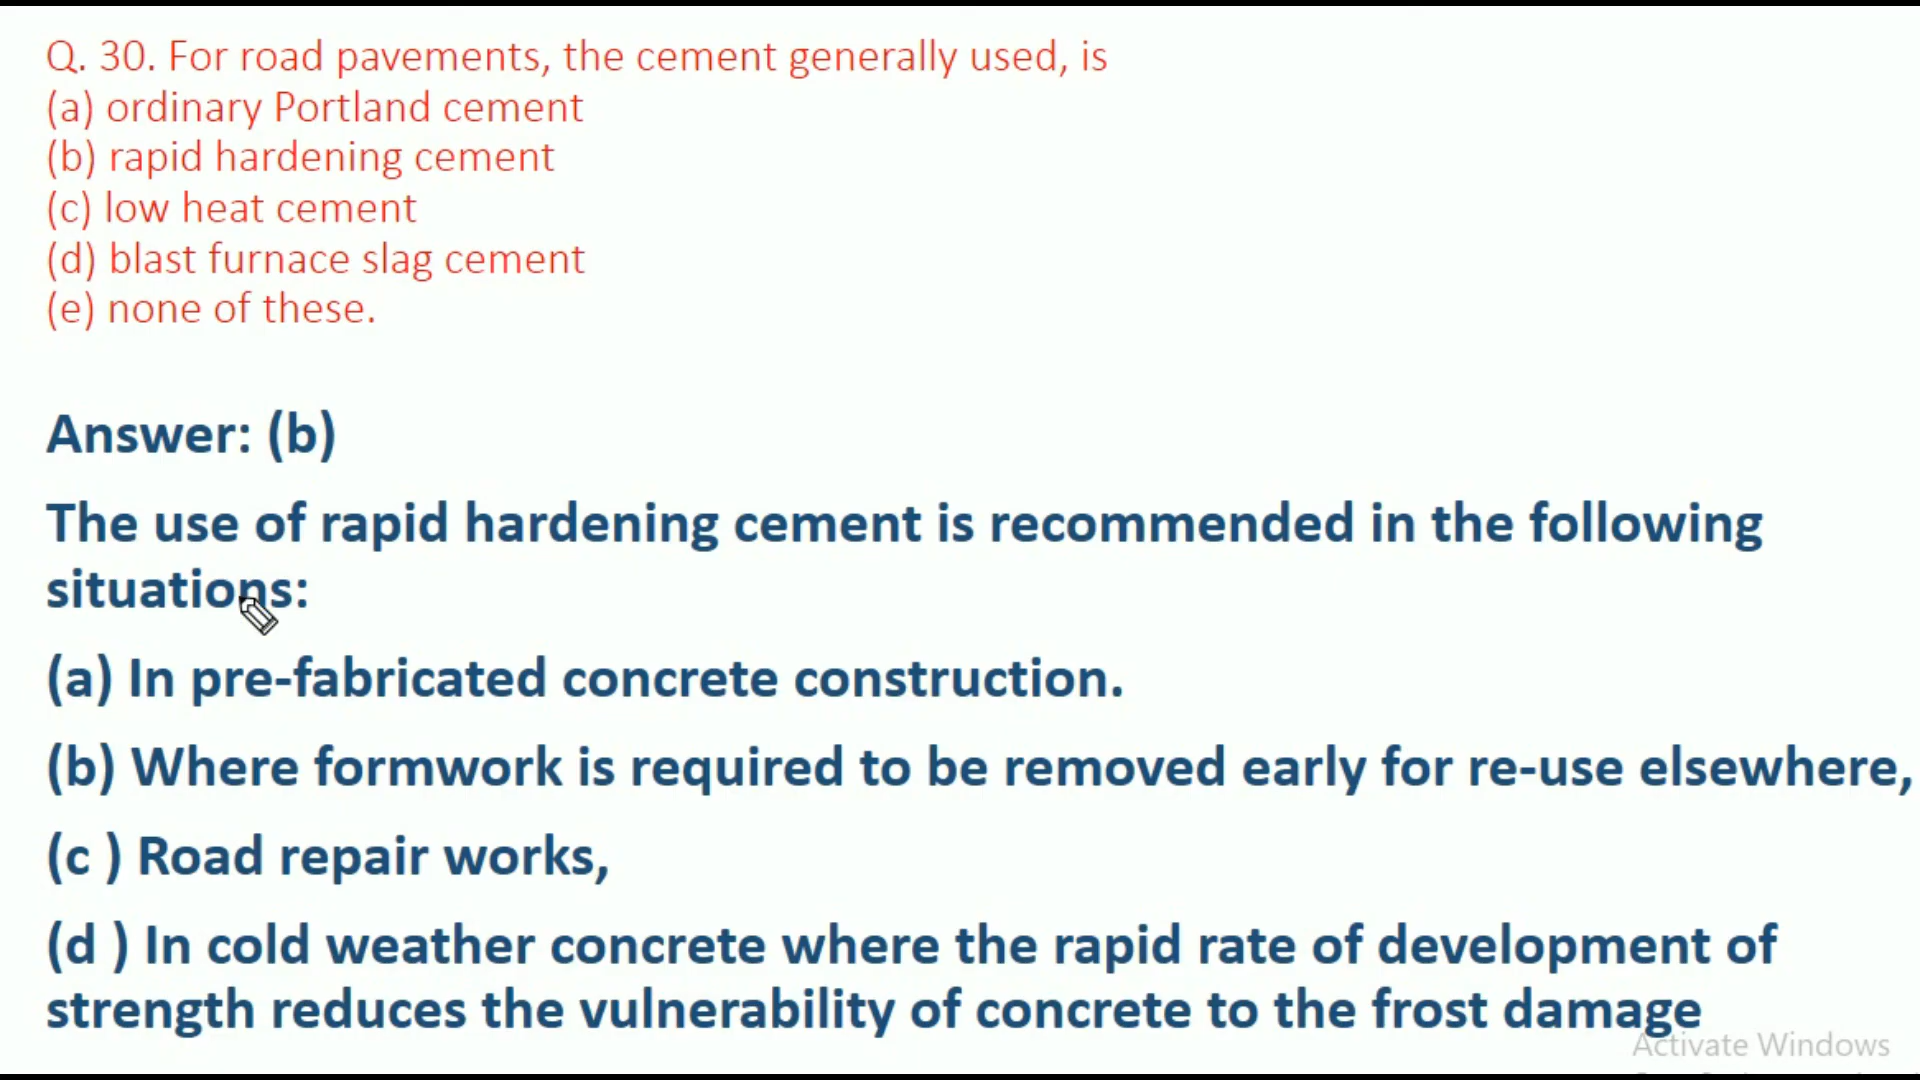 Q. 30. For road pavements, the cement generally used, is
(a) ordinary Portland cement
(b) rapid hardening cement
(c) low heat cement
(d) blast furnace slag cement
(e) none of these.
Answer: (b)
The use of rapid hardening cement is recommended in the following
situations:
(a) In pre-fabricated concrete construction.
(b) Where formwork is required to be removed early for re-use elsewhere,
(c ) Road repair works,
(d ) In cold weather concrete where the rapid rate of development of
strength reduces the vulnerability of concrete to the frost damage
Activate Windows